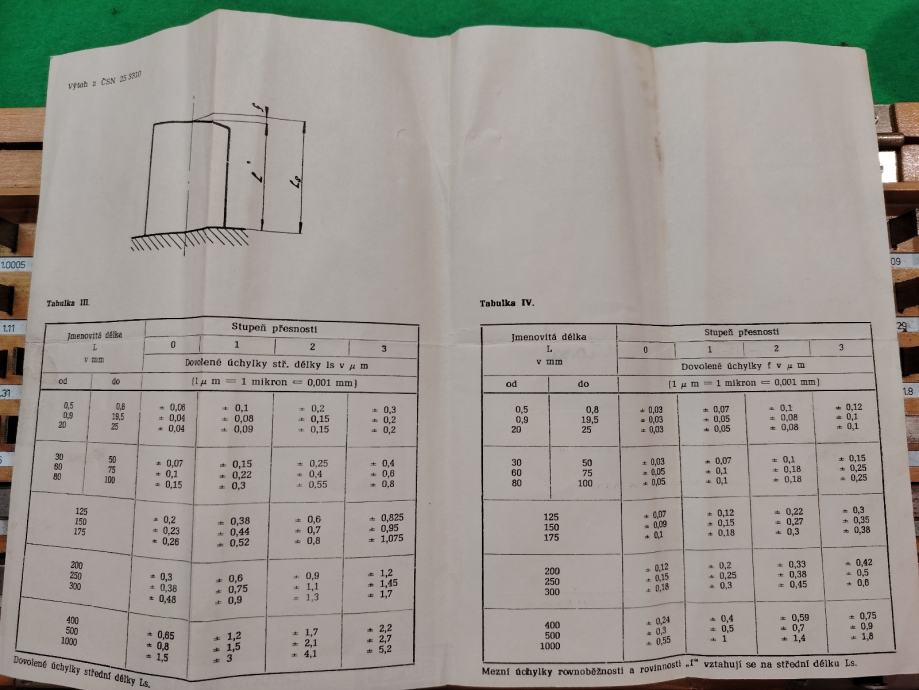 Výtah z ČSN 25 3310
f
L
Ls
Tabulka III.
Jmenovitá délka
L
v mm
Stupeň přesnosti
0 1 2 3
Dovolené úchylky stř. délky ls v μ m
od do (1 μ m = 1 mikron = 0,001 mm)
0,5 0,8 ± 0,08 ± 0,1 ± 0,2 ± 0,3
0,9 19,5 ± 0,04 ± 0,08 ± 0,15 ± 0,2
20 25 ± 0,04 ± 0,09 ± 0,15 ± 0,2
30 50 ± 0,07 ± 0,15 ± 0,25 ± 0,4
60 75 ± 0,1 ± 0,22 ± 0,4 ± 0,6
80 100 ± 0,15 ± 0,3 ± 0,55 ± 0,8
125 ± 0,2 ± 0,38 ± 0,6 ± 0,825
150 ± 0,23 ± 0,44 ± 0,7 ± 0,95
175 ± 0,26 ± 0,52 ± 0,8 ± 1,075
200 ± 0,3 ± 0,6 ± 0,9 ± 1,2
250 ± 0,38 ± 0,75 ± 1,1 ± 1,45
300 ± 0,48 ± 0,9 ± 1,3 ± 1,7
400 ± 0,65 ± 1,2 ± 1,7 ± 2,2
500 ± 0,8 ± 1,5 ± 2,1 ± 2,7
1000 ± 1,5 ± 3 ± 4,1 ± 5,2
Dovolené úchylky střední délky Ls.
Tabulka IV.
Jmenovitá délka
L
v mm
Stupeň přesnosti
0 1 2 3
Dovolené úchylky f v μ m
od do (1 μ m = 1 mikron = 0,001 mm)
0,5 0,8 ± 0,03 ± 0,07 ± 0,1 ± 0,12
0,9 19,5 ± 0,03 ± 0,05 ± 0,08 ± 0,1
20 25 ± 0,03 ± 0,05 ± 0,08 ± 0,1
30 50 ± 0,03 ± 0,07 ± 0,1 ± 0,15
60 75 ± 0,05 ± 0,1 ± 0,18 ± 0,25
80 100 ± 0,05 ± 0,1 ± 0,18 ± 0,25
125 ± 0,07 ± 0,12 ± 0,22 ± 0,3
150 ± 0,09 ± 0,15 ± 0,27 ± 0,35
175 ± 0,1 ± 0,18 ± 0,3 ± 0,38
200 ± 0,12 ± 0,2 ± 0,33 ± 0,42
250 ± 0,15 ± 0,25 ± 0,38 ± 0,5
300 ± 0,18 ± 0,3 ± 0,45 ± 0,6
400 ± 0,24 ± 0,4 ± 0,59 ± 0,75
500 ± 0,3 ± 0,5 ± 0,7 ± 0,9
1000 ± 0,55 ± 1 ± 1,4 ± 1,8
Mezní úchylky rovnoběžnosti a rovinnosti „f“ vztahují se na střední délku Ls.
1.0005
1.11
.31
09
29
1.8